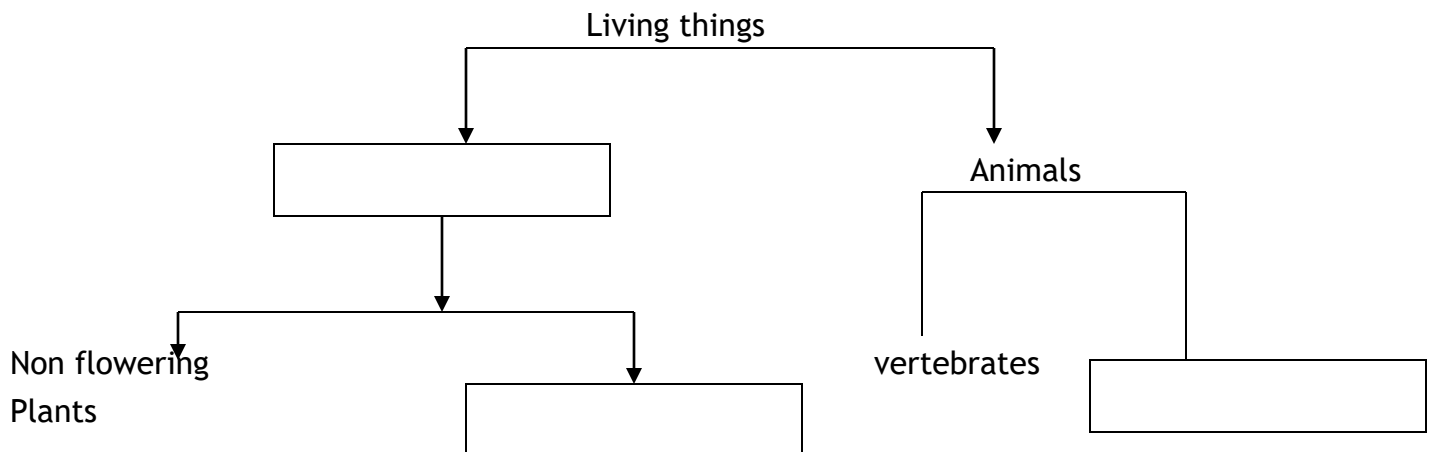 Living things
Animals
Non flowering
Plants
vertebrates